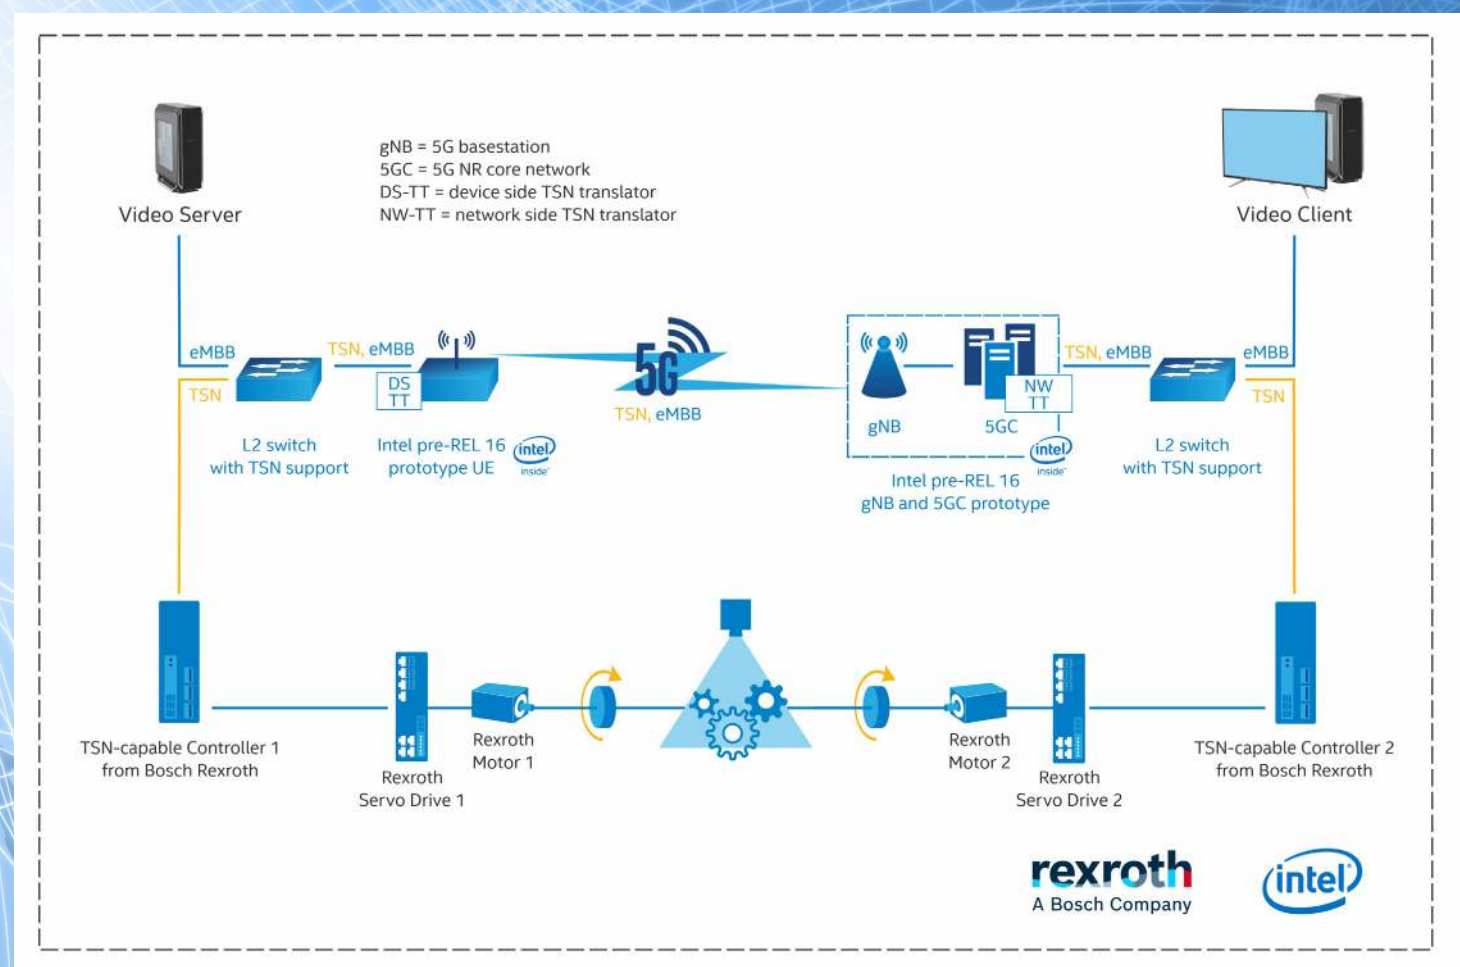 gNB = 5G basestation
5GC = 5G NR core network
DS-TT = device side TSN translator
NW-TT = network side TSN translator
Video Server
Video Client
eMBB
TSN, eMBB
5G
TSN, eMBB
eMBB
TSN
DS
TT
TSN, eMBB
NW
TT
TSN
gNB
5GC
L2 switch
with TSN support
Intel pre-REL 16
prototype UE
intel
inside
intel
inside
Intel pre-REL 16
gNB and 5GC prototype
L2 switch
with TSN support
TSN-capable Controller 1
from Bosch Rexroth
Rexroth
Servo Drive 1
Rexroth
Motor 1
Rexroth
Motor 2
Rexroth
Servo Drive 2
TSN-capable Controller 2
from Bosch Rexroth
rexroth
A Bosch Company
intel